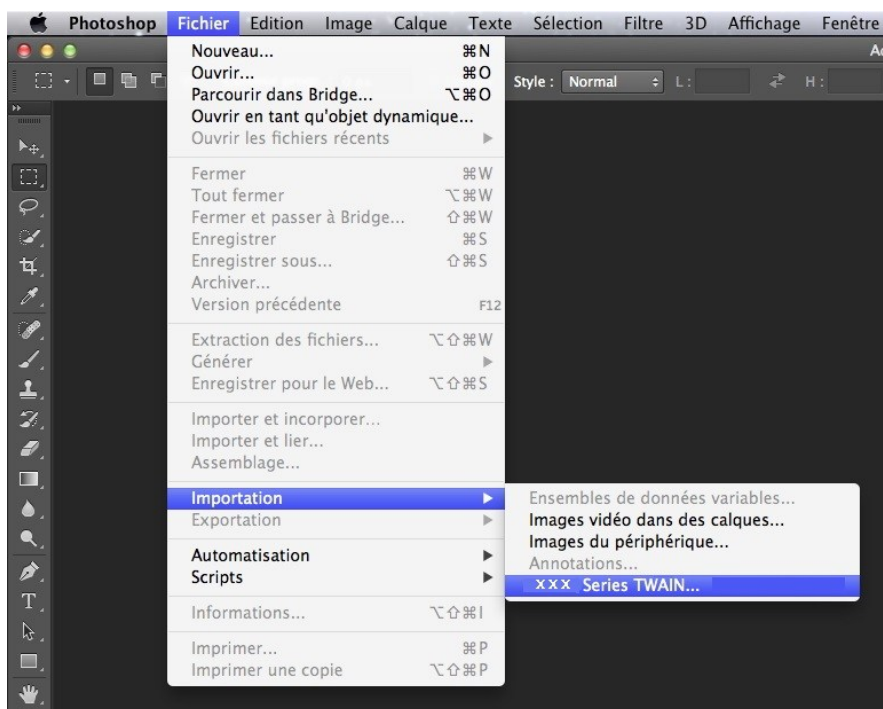 Photoshop Fichier Edition Image Calque Texte Sélection Filtre 3D Affichage Fenêtre
Style : Normal L : H :
Nouveau... ⌘N
Ouvrir... ⌘O
Parcourir dans Bridge... ⌥⌘O
Ouvrir en tant qu'objet dynamique...
Ouvrir les fichiers récents
Fermer ⌘W
Tout fermer ⌥⌘W
Fermer et passer à Bridge... ⇧⌘W
Enregistrer ⌘S
Enregistrer sous... ⇧⌘S
Archiver...
Version précédente F12
Extraction des fichiers... ⌥⇧⌘W
Générer
Enregistrer pour le Web... ⌥⇧⌘S
Importer et incorporer...
Importer et lier...
Assemblage...
Importation
Exportation
Automatisation
Scripts
Informations... ⌥⇧⌘I
Imprimer... ⌘P
Imprimer une copie ⌥⇧⌘P
Ensembles de données variables...
Images vidéo dans des calques...
Images du périphérique...
Annotations...
XXX Series TWAIN...